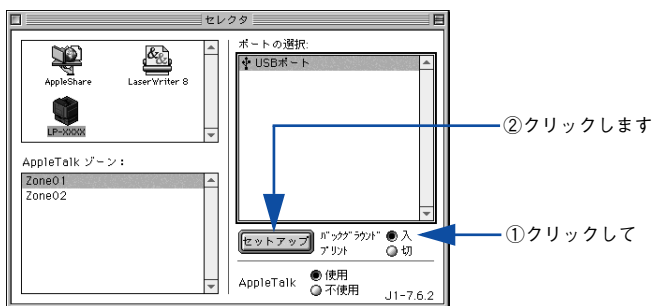 セレクタ
AppleShare
LaserWriter 8
LP-XXXX
AppleTalk ゾーン：
Zone01
Zone02
ポートの選択:
USBポート
セットアップ
ﾊﾞｯｸｸﾞﾗｳﾝﾄﾞ
ﾌﾟﾘﾝﾄ
入
切
AppleTalk
使用
不使用
J1-7.6.2
②クリックします
①クリックして